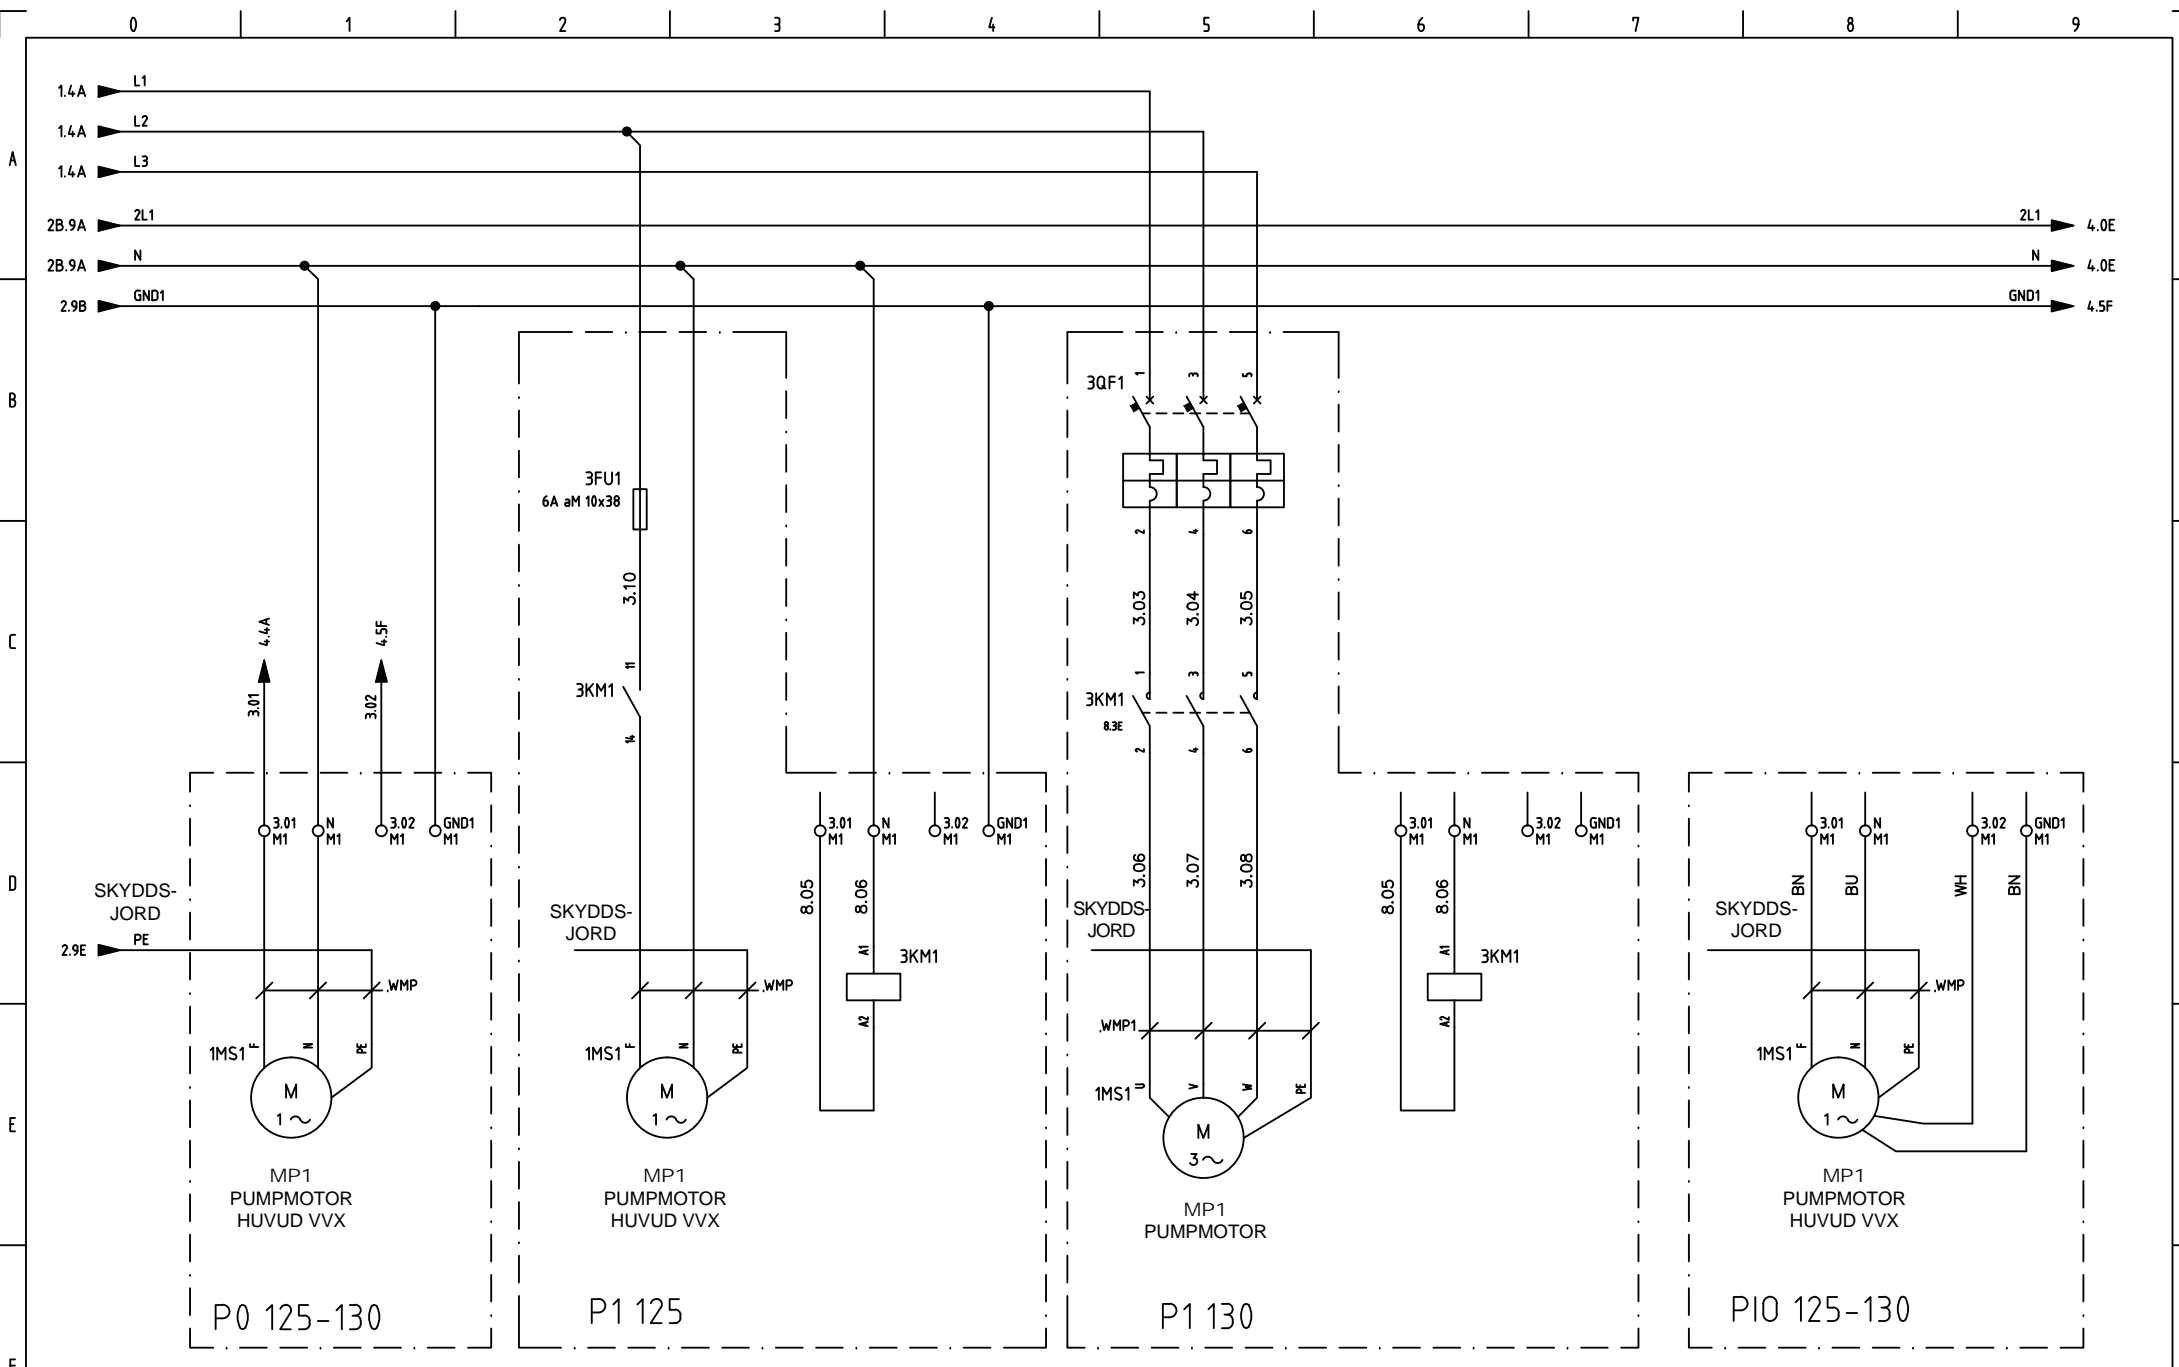 0 1 2 3 4 5 6 7 8 9
A
B
C
D
E
F
1.4A L1
1.4A L2
1.4A L3
2B.9A 2L1 2L1 4.0E
2B.9A N N 4.0E
2.9B GND1 GND1 4.5F
4.4A
3.01
4.5F
3.02
3.01 M1
N M1
3.02 M1
GND1 M1
SKYDDS-
JORD
2.9E PE
.WMP
1MS1 F N PE
M
1~
MP1
PUMPMOTOR
HUVUD VVX
P0 125-130
3FU1
6A aM 10x38
3.10
11
3KM1
14
SKYDDS-
JORD
.WMP
1MS1 F N PE
M
1~
MP1
PUMPMOTOR
HUVUD VVX
P1 125
3.01 M1
N M1
3.02 M1
GND1 M1
8.05
8.06
A1
3KM1
A2
3QF1
1 3 5
2 4 6
3.03 3.04 3.05
1 3 5
3KM1
8.3E
2 4 6
3.06 3.07 3.08
SKYDDS-
JORD
.WMP1
1MS1 U V W PE
M
3~
MP1
PUMPMOTOR
P1 130
3.01 M1
N M1
3.02 M1
GND1 M1
8.05
8.06
A1
3KM1
A2
3.01 M1
N M1
3.02 M1
GND1 M1
BN BU WH BN
SKYDDS-
JORD
.WMP
1MS1 F N PE
M
1~
MP1
PUMPMOTOR
HUVUD VVX
PIO 125-130